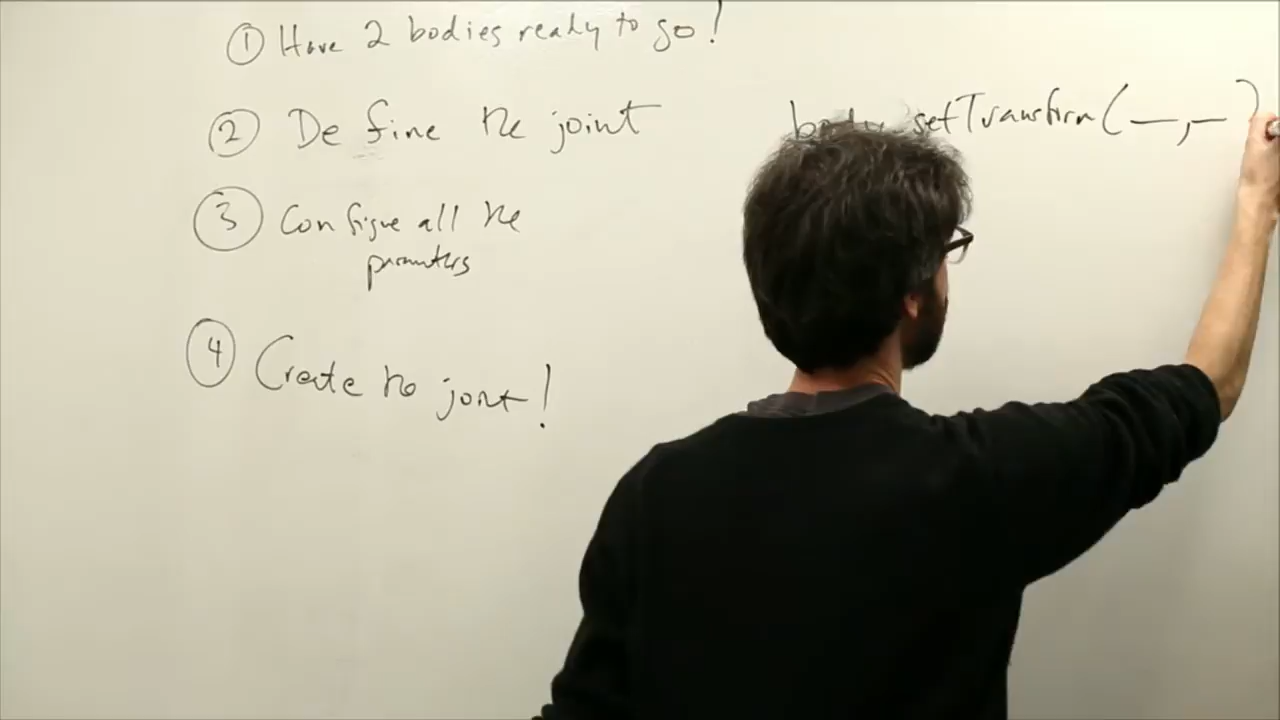 ① Have 2 bodies ready to go!
② Define the joint
③ Configure all the
parameters
④ Create the joint!
body.setTransform(—,—)